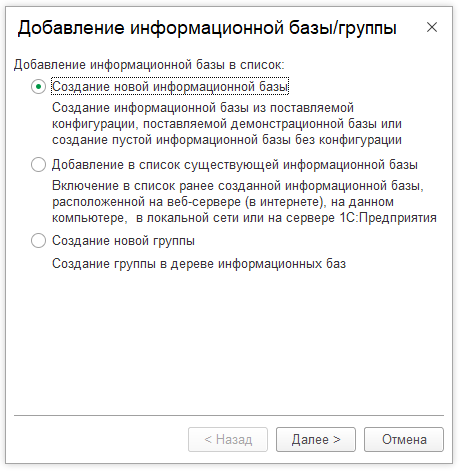 Добавление информационной базы/группы
Добавление информационной базы в список:
Создание новой информационной базы
Создание информационной базы из поставляемой
конфигурации, поставляемой демонстрационной базы или
создание пустой информационной базы без конфигурации
Добавление в список существующей информационной базы
Включение в список ранее созданной информационной базы,
расположенной на веб-сервере (в интернете), на данном
компьютере,  в локальной сети или на сервере 1С:Предприятия
Создание новой группы
Создание группы в дереве информационных баз
< Назад
Далее >
Отмена